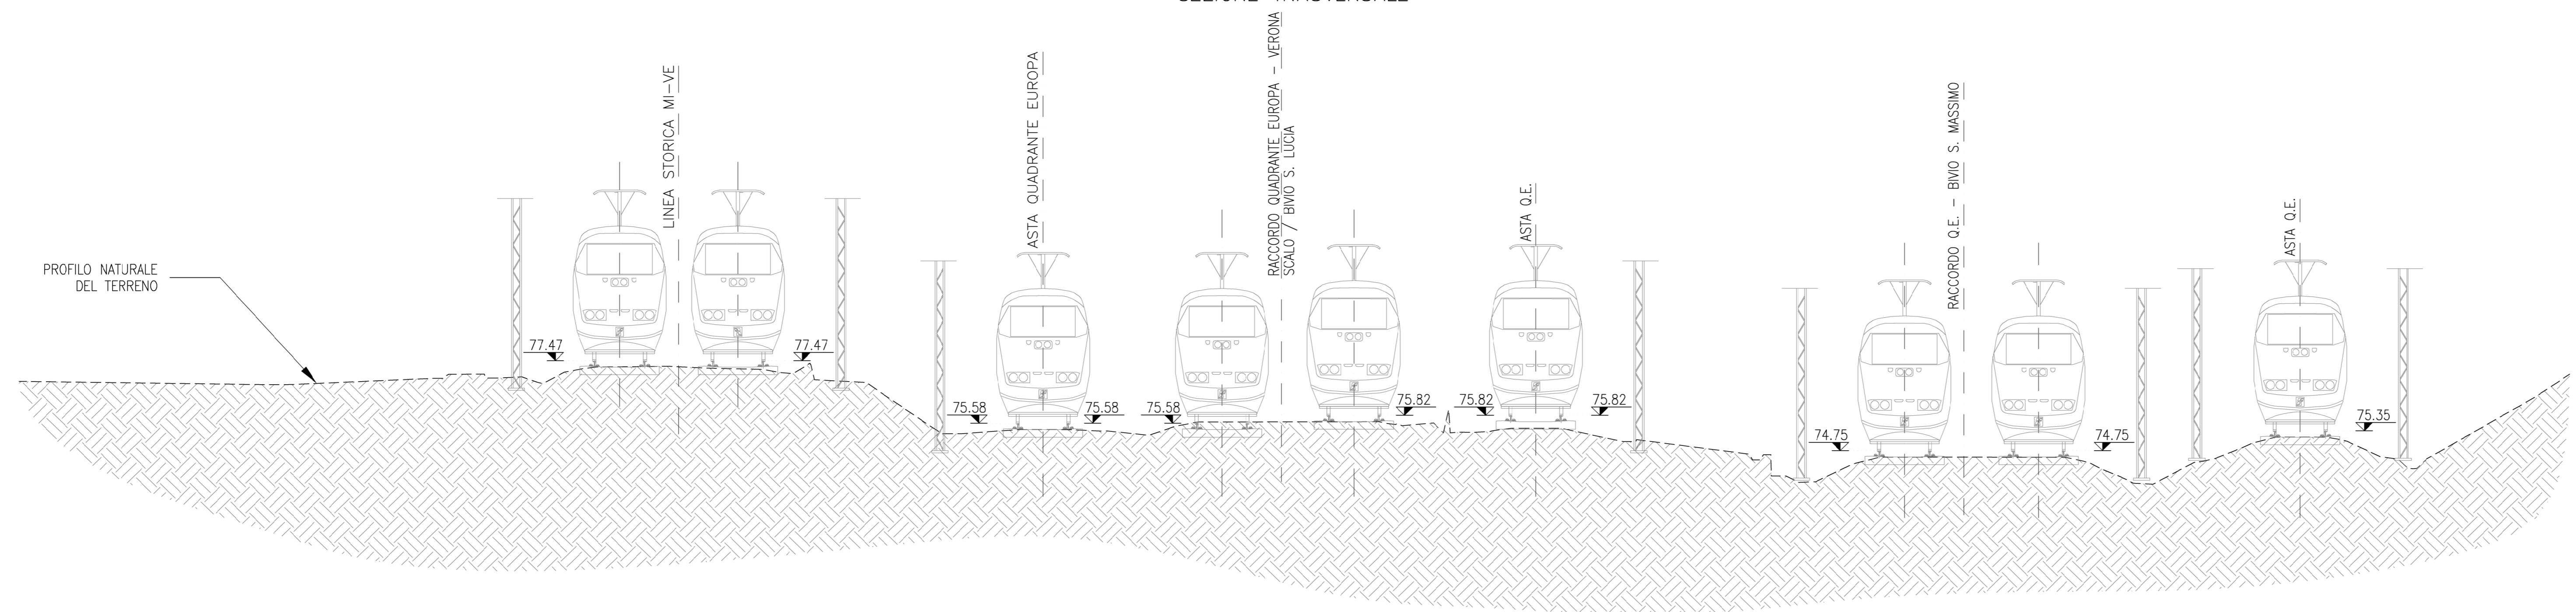 LINEA STORICA MI-VE
ASTA QUADRANTE EUROPA
RACCORDO QUADRANTE EUROPA - VERONA
SCALO / BIVIO S. LUCIA
ASTA Q.E.
RACCORDO Q.E. - BIVIO S. MASSIMO
ASTA Q.E.
PROFILO NATURALE
DEL TERRENO
77.47
77.47
75.58
75.58
75.58
75.82
75.82
75.82
74.75
74.75
75.35